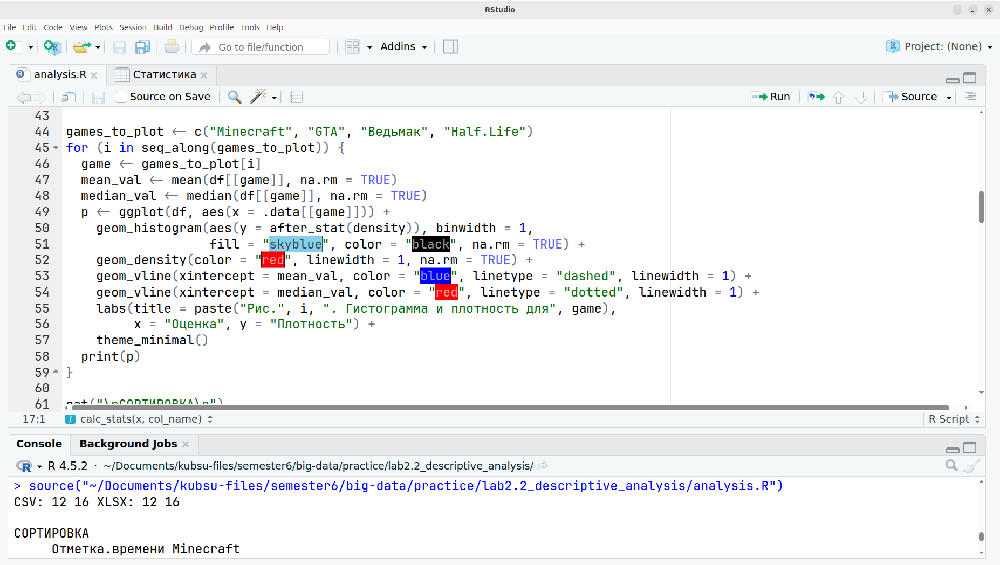 RStudio
File Edit Code View Plots Session Build Debug Profile Tools Help
Go to file/function Addins Project: (None)
analysis.R Статистика
Source on Save Run Source
43
44 games_to_plot <- c("Minecraft", "GTA", "Ведьмак", "Half.Life")
45 for (i in seq_along(games_to_plot)) {
46   game <- games_to_plot[i]
47   mean_val <- mean(df[[game]], na.rm = TRUE)
48   median_val <- median(df[[game]], na.rm = TRUE)
49   p <- ggplot(df, aes(x = .data[[game]])) +
50     geom_histogram(aes(y = after_stat(density)), binwidth = 1,
51                    fill = "skyblue", color = "black", na.rm = TRUE) +
52     geom_density(color = "red", linewidth = 1, na.rm = TRUE) +
53     geom_vline(xintercept = mean_val, color = "blue", linetype = "dashed", linewidth = 1) +
54     geom_vline(xintercept = median_val, color = "red", linetype = "dotted", linewidth = 1) +
55     labs(title = paste("Рис.", i, ". Гистограмма и плотность для", game),
56          x = "Оценка", y = "Плотность") +
57     theme_minimal()
58   print(p)
59 }
60
61 cat("\nСОРТИРОВКА\n")
17:1 calc_stats(x, col_name) R Script
Console Background Jobs
R 4.5.2 · ~/Documents/kubsu-files/semester6/big-data/practice/lab2.2_descriptive_analysis/
> source("~/Documents/kubsu-files/semester6/big-data/practice/lab2.2_descriptive_analysis/analysis.R")
CSV: 12 16 XLSX: 12 16
СОРТИРОВКА
Отметка.времени Minecraft